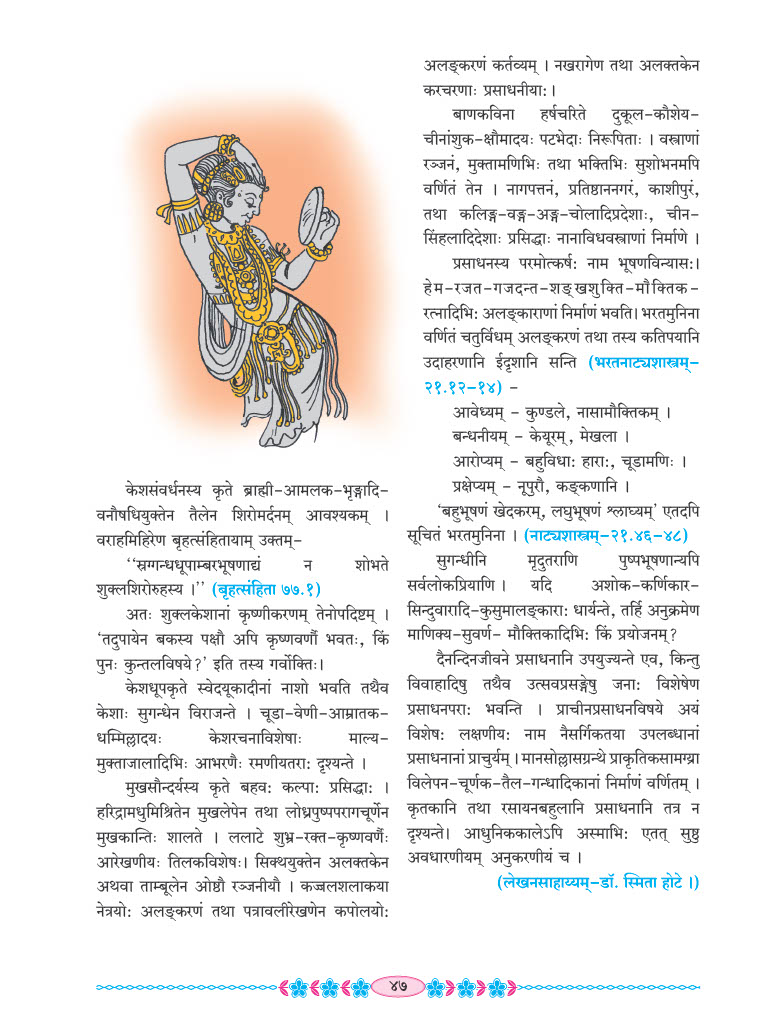 केशसंवर्धनस्य कृते ब्राह्मी-आमलक-भृङ्गादि-
वनौषधियुक्तेन तैलेन शिरोमर्दनम् आवश्यकम् ।
वराहमिहिरेण बृहत्संहितायाम् उक्तम्-
‘‘स्रग्गन्धधूपाम्बरभूषणाद्यं न शोभते
शुक्लशिरोरुहस्य ।’’ (बृहत्संहिता ७७.१)
अतः शुक्लकेशानां कृष्णीकरणम् तेनोपदिष्टम् ।
‘तदुपायेन बकस्य पक्षौ अपि कृष्णवर्णौ भवतः, किं
पुनः कुन्तलविषये?’ इति तस्य गर्वोक्तिः।
केशधूपकृते स्वेदयूकादीनां नाशो भवति तथैव
केशाः सुगन्धेन विराजन्ते । चूडा-वेणी-आम्रातक-
धम्मिल्लादयः केशरचनाविशेषाः माल्य-
मुक्ताजालादिभिः आभरणैः रमणीयतराः दृश्यन्ते ।
मुखसौन्दर्यस्य कृते बहवः कल्पाः प्रसिद्धाः ।
हरिद्रामधुमिश्रितेन मुखलेपेन तथा लोध्रपुष्पपरागचूर्णेन
मुखकान्तिः शालते । ललाटे शुभ्र-रक्त-कृष्णवर्णैः
आरेखणीयः तिलकविशेषः। सिक्थयुक्तेन अलक्तकेन
अथवा ताम्बूलेन ओष्ठौ रञ्जनीयौ । कज्जलशलाकया
नेत्रयोः अलङ्करणं तथा पत्रावलीरेखणेन कपोलयोः
अलङ्करणं कर्तव्यम् । नखरागेण तथा अलक्तकेन
करचरणाः प्रसाधनीयाः।
बाणकविना हर्षचरिते दुकूल-कौशेय-
चीनांशुक-क्षौमादयः पटभेदाः निरूपिताः । वस्त्राणां
रञ्जनं, मुक्तामणिभिः तथा भक्तिभिः सुशोभनमपि
वर्णितं तेन । नागपत्तनं, प्रतिष्ठाननगरं, काशीपुरं,
तथा कलिङ्ग-वङ्ग-अङ्ग-चोलादिप्रदेशाः, चीन-
सिंहलादिदेशाः प्रसिद्धाः नानाविधवस्त्राणां निर्माणे ।
प्रसाधनस्य परमोत्कर्षः नाम भूषणविन्यासः।
हेम-रजत-गजदन्त-शङ्खशुक्ति-मौक्तिक-
रत्नादिभिः अलङ्काराणां निर्माणं भवति। भरतमुनिना
वर्णितं चतुर्विधम् अलङ्करणं तथा तस्य कतिपयानि
उदाहरणानि ईदृशानि सन्ति (भरतनाट्यशास्त्रम्-
२१.१२-१४) -
आवेध्यम् - कुण्डले, नासामौक्तिकम् ।
बन्धनीयम् - केयूरम्, मेखला ।
आरोप्यम् - बहुविधाः हाराः, चूडामणिः ।
प्रक्षेप्यम् - नूपुरौ, कङ्कणानि ।
‘बहुभूषणं खेदकरम्, लघुभूषणं श्लाघ्यम्’ एतदपि
सूचितं भरतमुनिना । (नाट्यशास्त्रम्-२१.४६-४८)
सुगन्धीनि मृदुतराणि पुष्पभूषणान्यपि
सर्वलोकप्रियाणि । यदि अशोक-कर्णिकार-
सिन्दुवारादि-कुसुमालङ्काराः धार्यन्ते, तर्हि अनुक्रमेण
माणिक्य-सुवर्ण- मौक्तिकादिभिः किं प्रयोजनम्?
दैनन्दिनजीवने प्रसाधनानि उपयुज्यन्ते एव, किन्तु
विवाहादिषु तथैव उत्सवप्रसङ्गेषु जनाः विशेषेण
प्रसाधनपराः भवन्ति । प्राचीनप्रसाधनविषये अयं
विशेषः लक्षणीयः नाम नैसर्गिकतया उपलब्धानां
प्रसाधनानां प्राचुर्यम् । मानसोल्लासग्रन्थे प्राकृतिकसामग्र्या
विलेपन-चूर्णक-तैल-गन्धादिकानां निर्माणं वर्णितम् ।
कृतकानि तथा रसायनबहुलानि प्रसाधनानि तत्र न
दृश्यन्ते। आधुनिककालेऽपि अस्माभिः एतत् सुष्ठु
अवधारणीयम् अनुकरणीयं च ।
(लेखनसाहाय्यम्-डॉ. स्मिता होटे ।)
४७